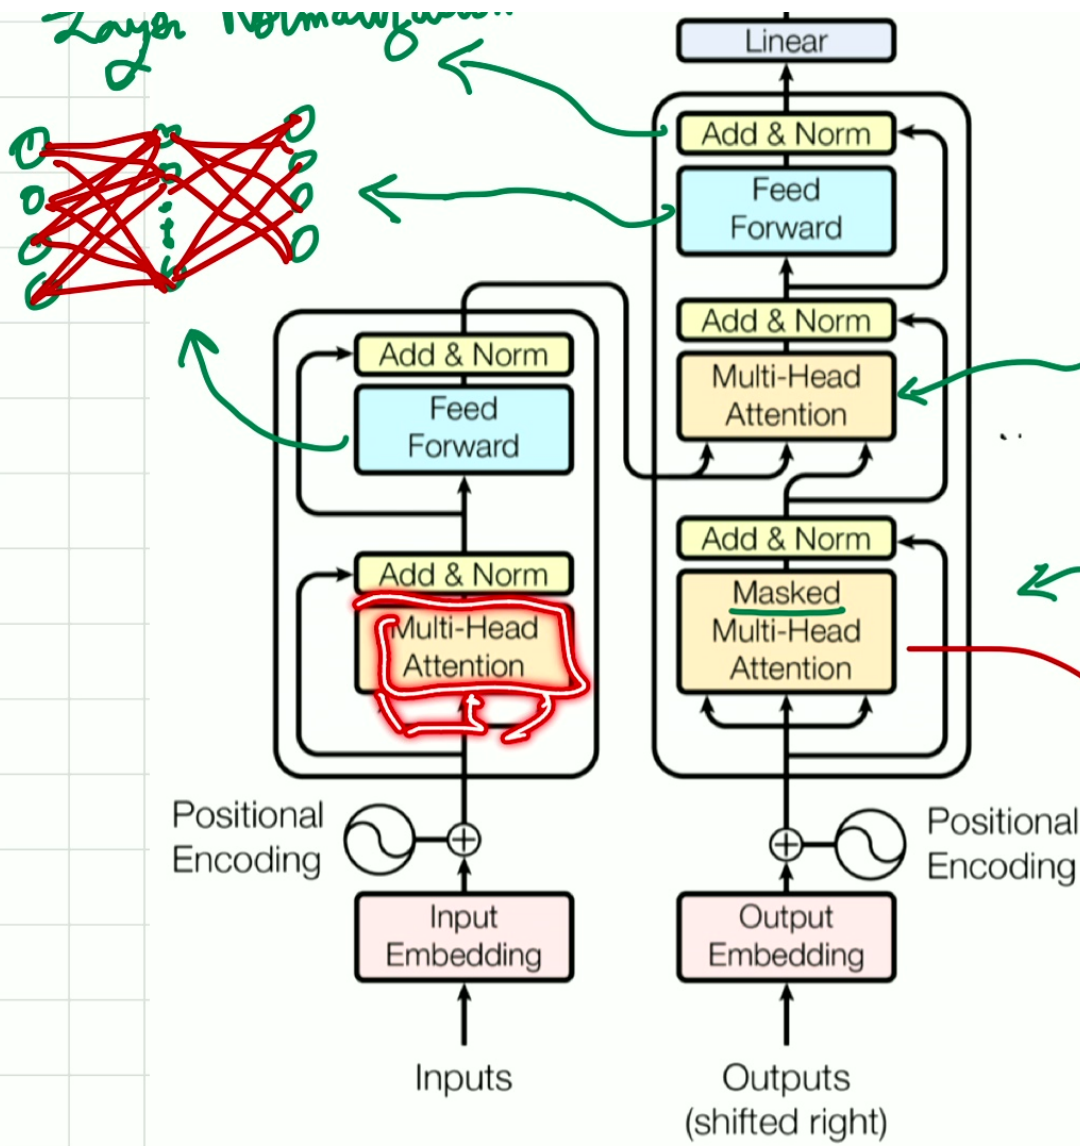 Layer Normalization
Linear
Add & Norm
Feed
Forward
Add & Norm
Multi-Head
Attention
Add & Norm
Masked
Multi-Head
Attention
Add & Norm
Feed
Forward
Add & Norm
Multi-Head
Attention
Positional
Encoding
Positional
Encoding
Input
Embedding
Output
Embedding
Inputs
Outputs
(shifted right)